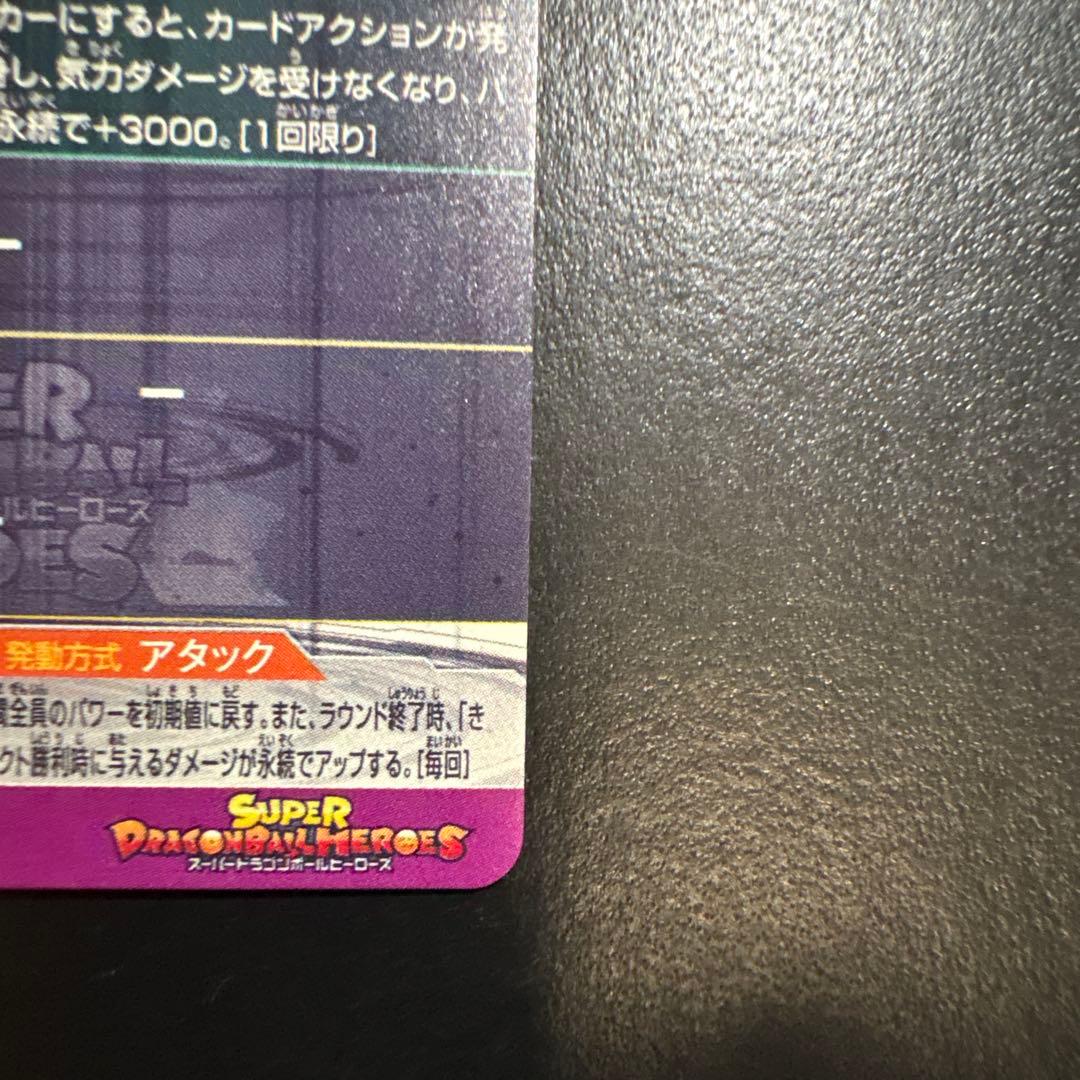 カーにすると、カードアクションが発
し、気力ダメージを受けなくなり、パ
永続で+3000。[1回限り]
ER
BALL
ルヒーローズ
OES
発動方式 アタック
全員のパワーを初期値に戻す。また、ラウンド終了時、「き
クト勝利時に与えるダメージが永続でアップする。[毎回]
SUPER
DRAGONBALL HEROES
スーパードラゴンボールヒーローズ